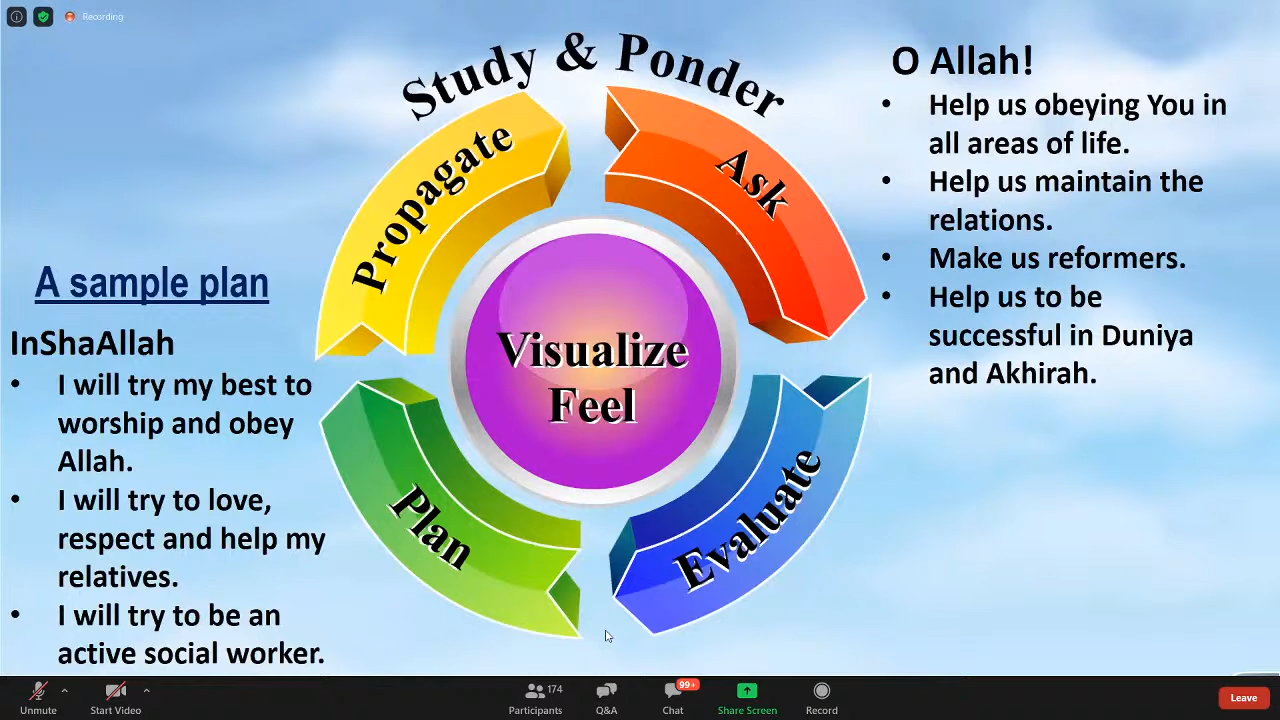 Recording
Study & Ponder
Propagate
Ask
Visualize
Feel
Plan
Evaluate
O Allah!
• Help us obeying You in
all areas of life.
• Help us maintain the
relations.
• Make us reformers.
• Help us to be
successful in Duniya
and Akhirah.
A sample plan
InShaAllah
• I will try my best to
worship and obey
Allah.
• I will try to love,
respect and help my
relatives.
• I will try to be an
active social worker.
Unmute
Start Video
174
Participants
Q&A
99+
Chat
Share Screen
Record
Leave